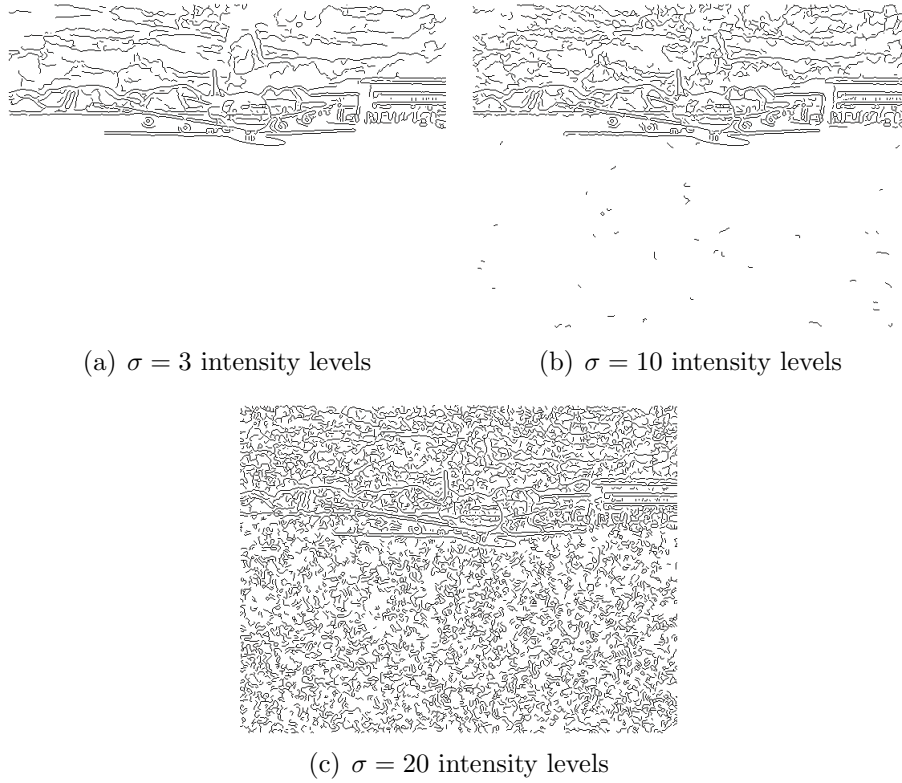 (a) σ = 3 intensity levels
(b) σ = 10 intensity levels
(c) σ = 20 intensity levels